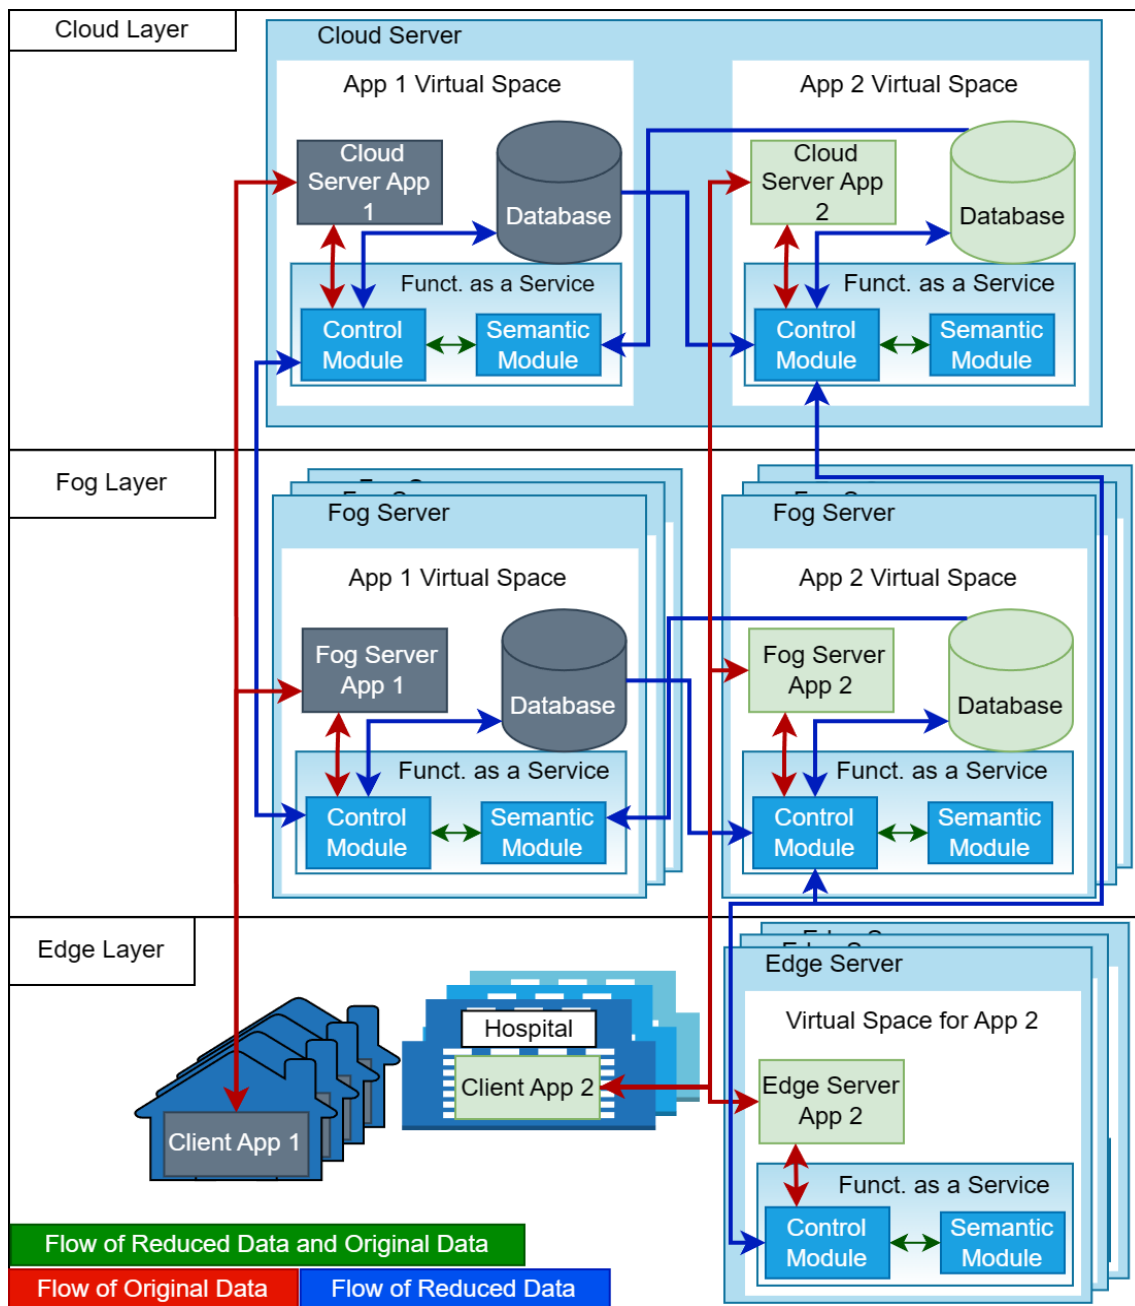 Cloud Layer
Cloud Server
App 1 Virtual Space
App 2 Virtual Space
Cloud
Server App
1
Database
Cloud
Server App
2
Database
Funct. as a Service
Control
Module
Semantic
Module
Funct. as a Service
Control
Module
Semantic
Module
Fog Layer
Fog Server
App 1 Virtual Space
Fog Server
App 1
Database
Funct. as a Service
Control
Module
Semantic
Module
Fog Server
App 2 Virtual Space
Fog Server
App 2
Database
Funct. as a Service
Control
Module
Semantic
Module
Edge Layer
Client App 1
Hospital
Client App 2
Edge Server
Virtual Space for App 2
Edge Server
App 2
Funct. as a Service
Control
Module
Semantic
Module
Flow of Reduced Data and Original Data
Flow of Original Data
Flow of Reduced Data